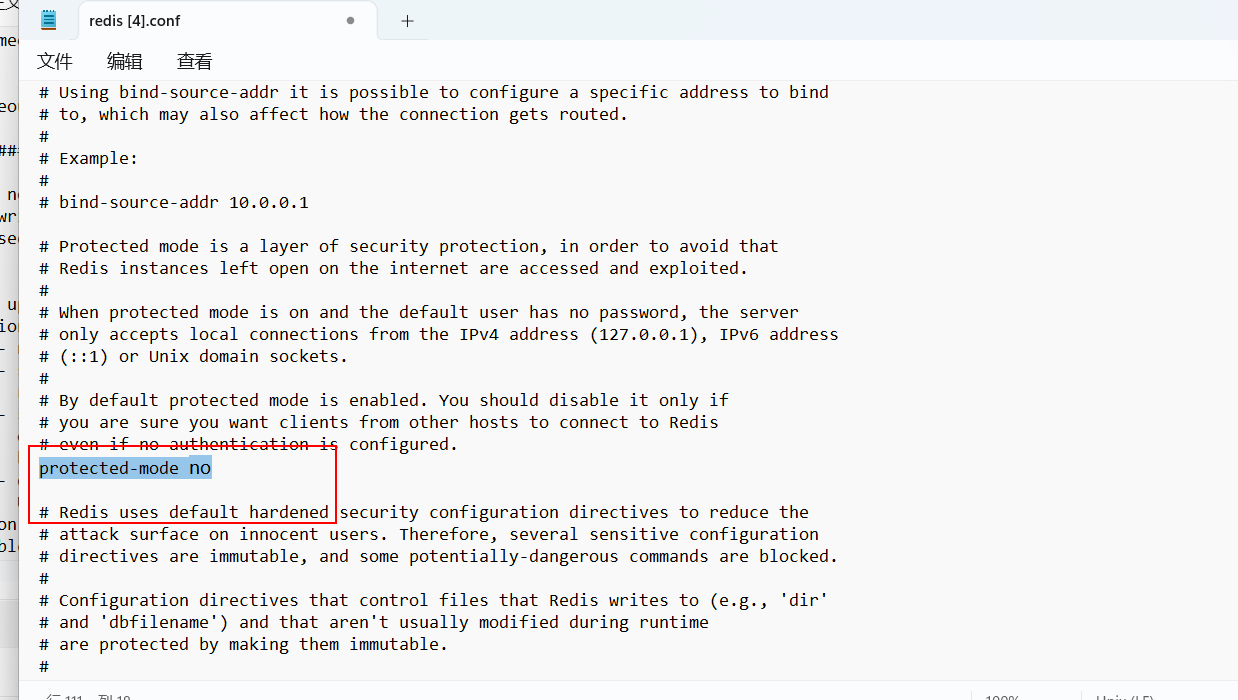 redis [4].conf
文件 编辑 查看
# Using bind-source-addr it is possible to configure a specific address to bind
# to, which may also affect how the connection gets routed.
#
# Example:
#
# bind-source-addr 10.0.0.1
# Protected mode is a layer of security protection, in order to avoid that
# Redis instances left open on the internet are accessed and exploited.
#
# When protected mode is on and the default user has no password, the server
# only accepts local connections from the IPv4 address (127.0.0.1), IPv6 address
# (::1) or Unix domain sockets.
#
# By default protected mode is enabled. You should disable it only if
# you are sure you want clients from other hosts to connect to Redis
# even if no authentication is configured.
protected-mode no
# Redis uses default hardened security configuration directives to reduce the
# attack surface on innocent users. Therefore, several sensitive configuration
# directives are immutable, and some potentially-dangerous commands are blocked.
#
# Configuration directives that control files that Redis writes to (e.g., 'dir'
# and 'dbfilename') and that aren't usually modified during runtime
# are protected by making them immutable.
#